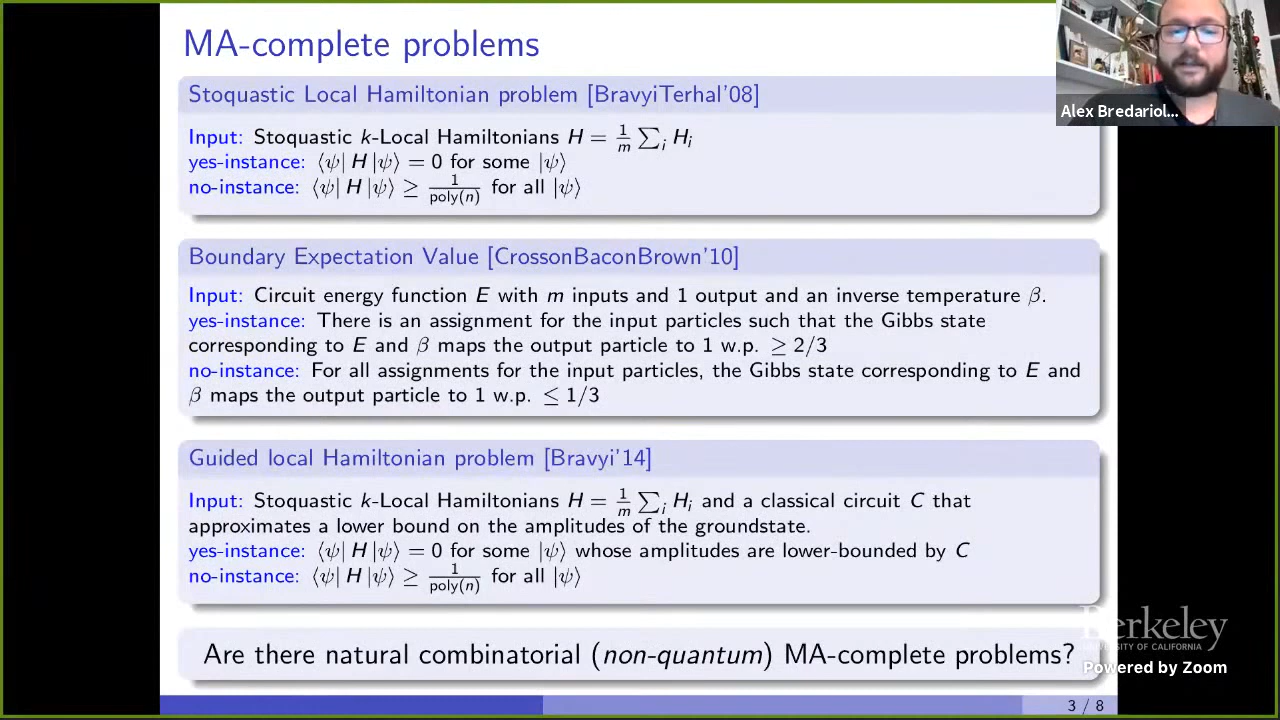 MA-complete problems
Alex Bredariol...
Stoquastic Local Hamiltonian problem [BravyiTerhal'08]
Input: Stoquastic k-Local Hamiltonians H = 1/m ∑_i H_i
yes-instance: ⟨ψ| H |ψ⟩ = 0 for some |ψ⟩
no-instance: ⟨ψ| H |ψ⟩ ≥ 1/poly(n) for all |ψ⟩
Boundary Expectation Value [CrossonBaconBrown'10]
Input: Circuit energy function E with m inputs and 1 output and an inverse temperature β.
yes-instance: There is an assignment for the input particles such that the Gibbs state
corresponding to E and β maps the output particle to 1 w.p. ≥ 2/3
no-instance: For all assignments for the input particles, the Gibbs state corresponding to E and
β maps the output particle to 1 w.p. ≤ 1/3
Guided local Hamiltonian problem [Bravyi'14]
Input: Stoquastic k-Local Hamiltonians H = 1/m ∑_i H_i and a classical circuit C that
approximates a lower bound on the amplitudes of the groundstate.
yes-instance: ⟨ψ| H |ψ⟩ = 0 for some |ψ⟩ whose amplitudes are lower-bounded by C
no-instance: ⟨ψ| H |ψ⟩ ≥ 1/poly(n) for all |ψ⟩
Are there natural combinatorial (non-quantum) MA-complete problems?
Berkeley
UNIVERSITY OF CALIFORNIA
Powered by Zoom
3 / 8